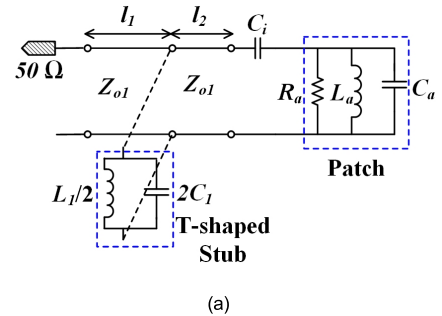 l1 l2 Ci
50 Ω
Zo1 Zo1
Ra La Ca
Patch
L1/2 2C1
T-shaped
Stub
(a)